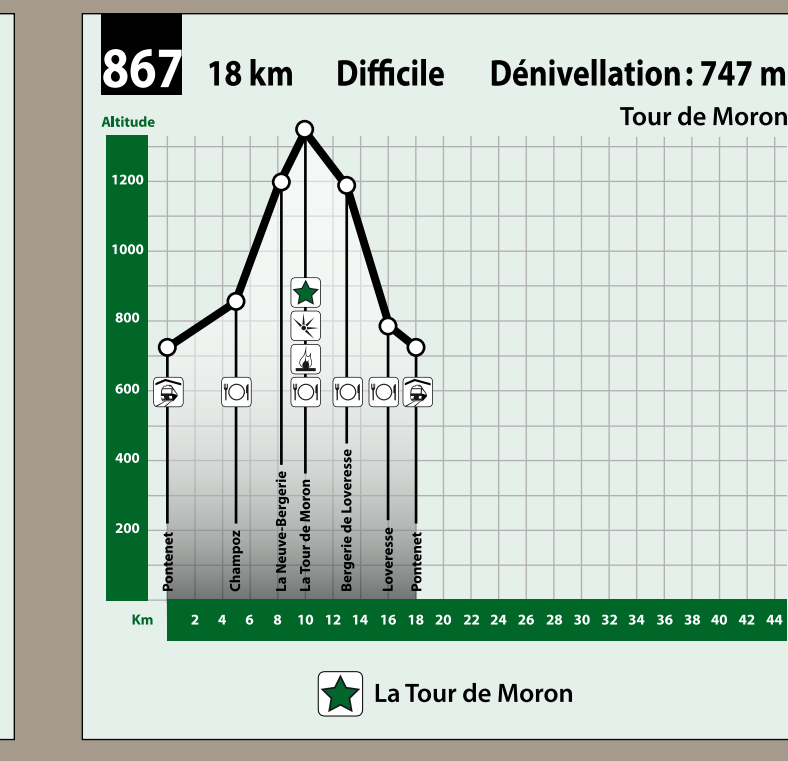 867
18 km Difficile Dénivellation: 747 m
Tour de Moron
Altitude
1200
1000
800
600
400
200
Pontenet
Champoz
La Neuve-Bergerie
La Tour de Moron
Bergerie de Loveresse
Loveresse
Pontenet
Km 2 4 6 8 10 12 14 16 18 20 22 24 26 28 30 32 34 36 38 40 42 44
La Tour de Moron